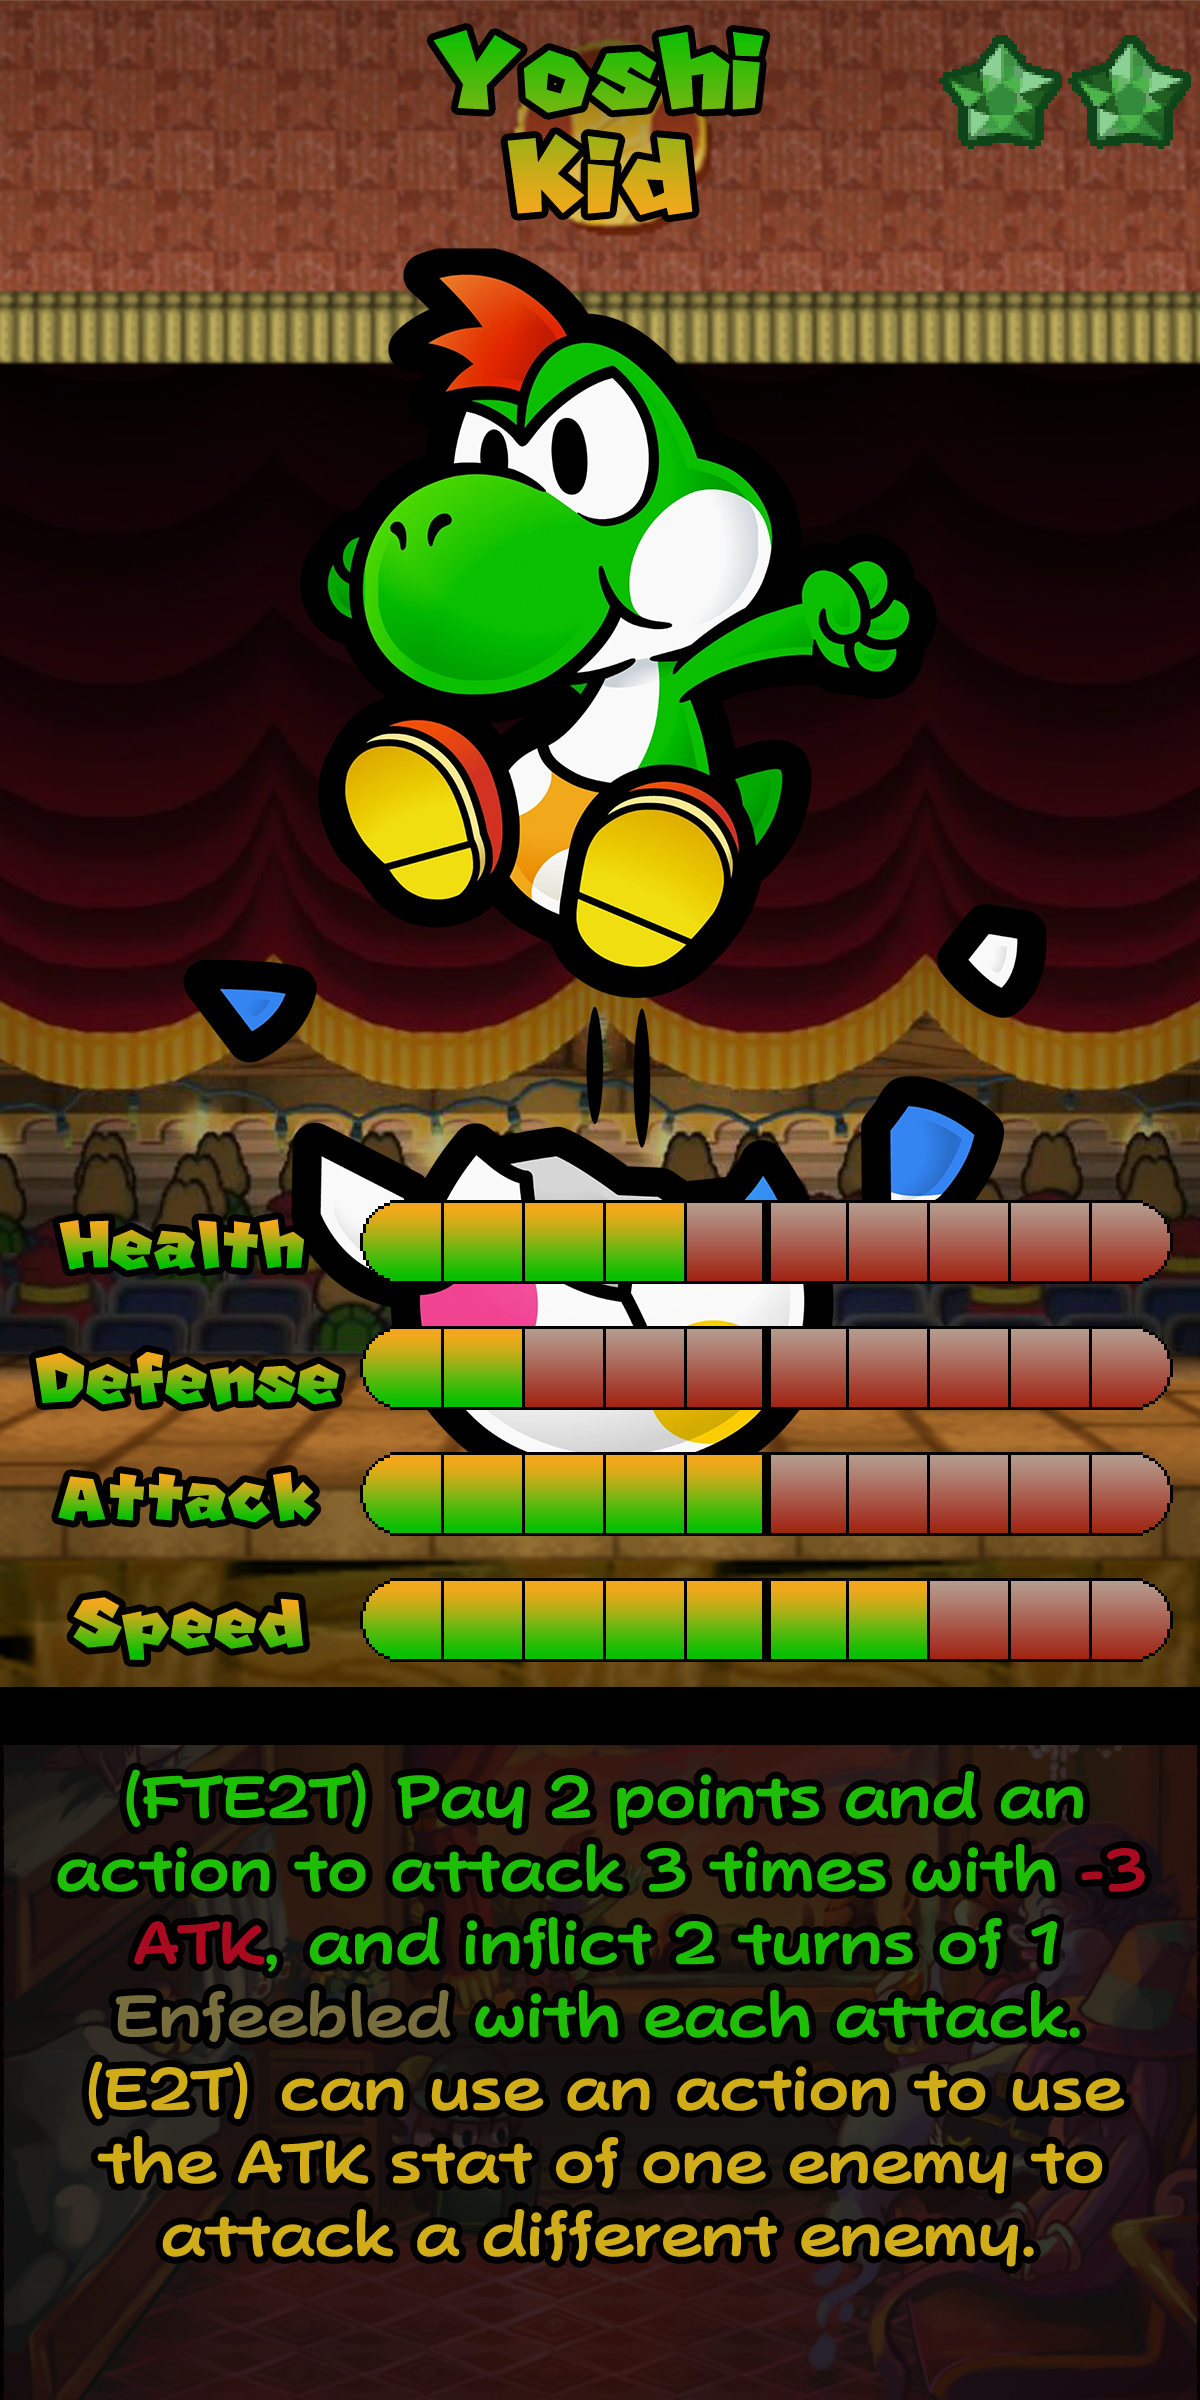 Yoshi
Kid
Health
Defense
Attack
Speed
(FTE2T) Pay 2 points and an
action to attack 3 times with -3
ATK, and inflict 2 turns of 1
Enfeebled with each attack.
(E2T) can use an action to use
the ATK stat of one enemy to
attack a different enemy.